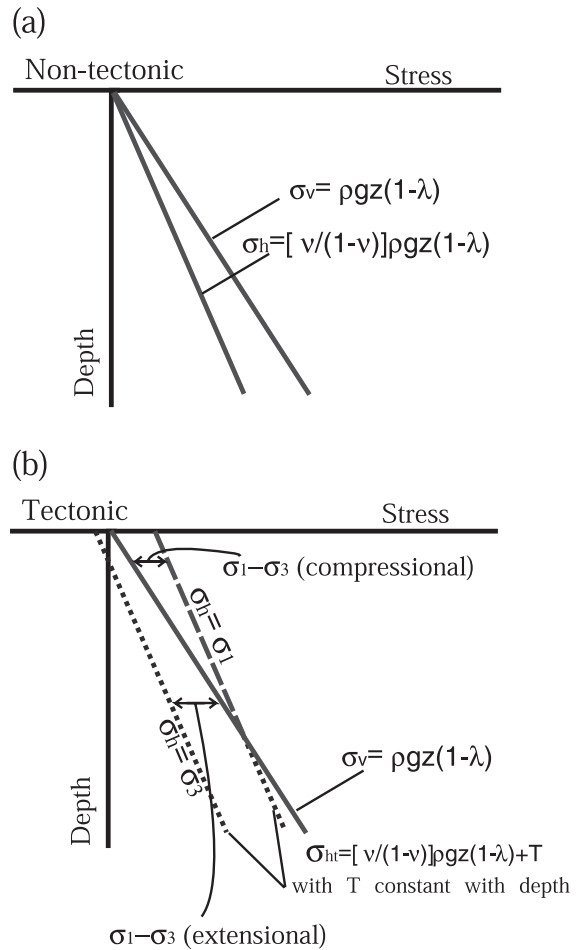 (a)
Non-tectonic
Stress
σv= ρgz(1-λ)
σh=[ ν/(1-ν)]ρgz(1-λ)
Depth
(b)
Tectonic
Stress
σ1–σ3 (compressional)
σh= σ1
σh= σ3
σv= ρgz(1-λ)
Depth
σht=[ ν/(1-ν)]ρgz(1-λ)+T
with T constant with depth
σ1–σ3 (extensional)